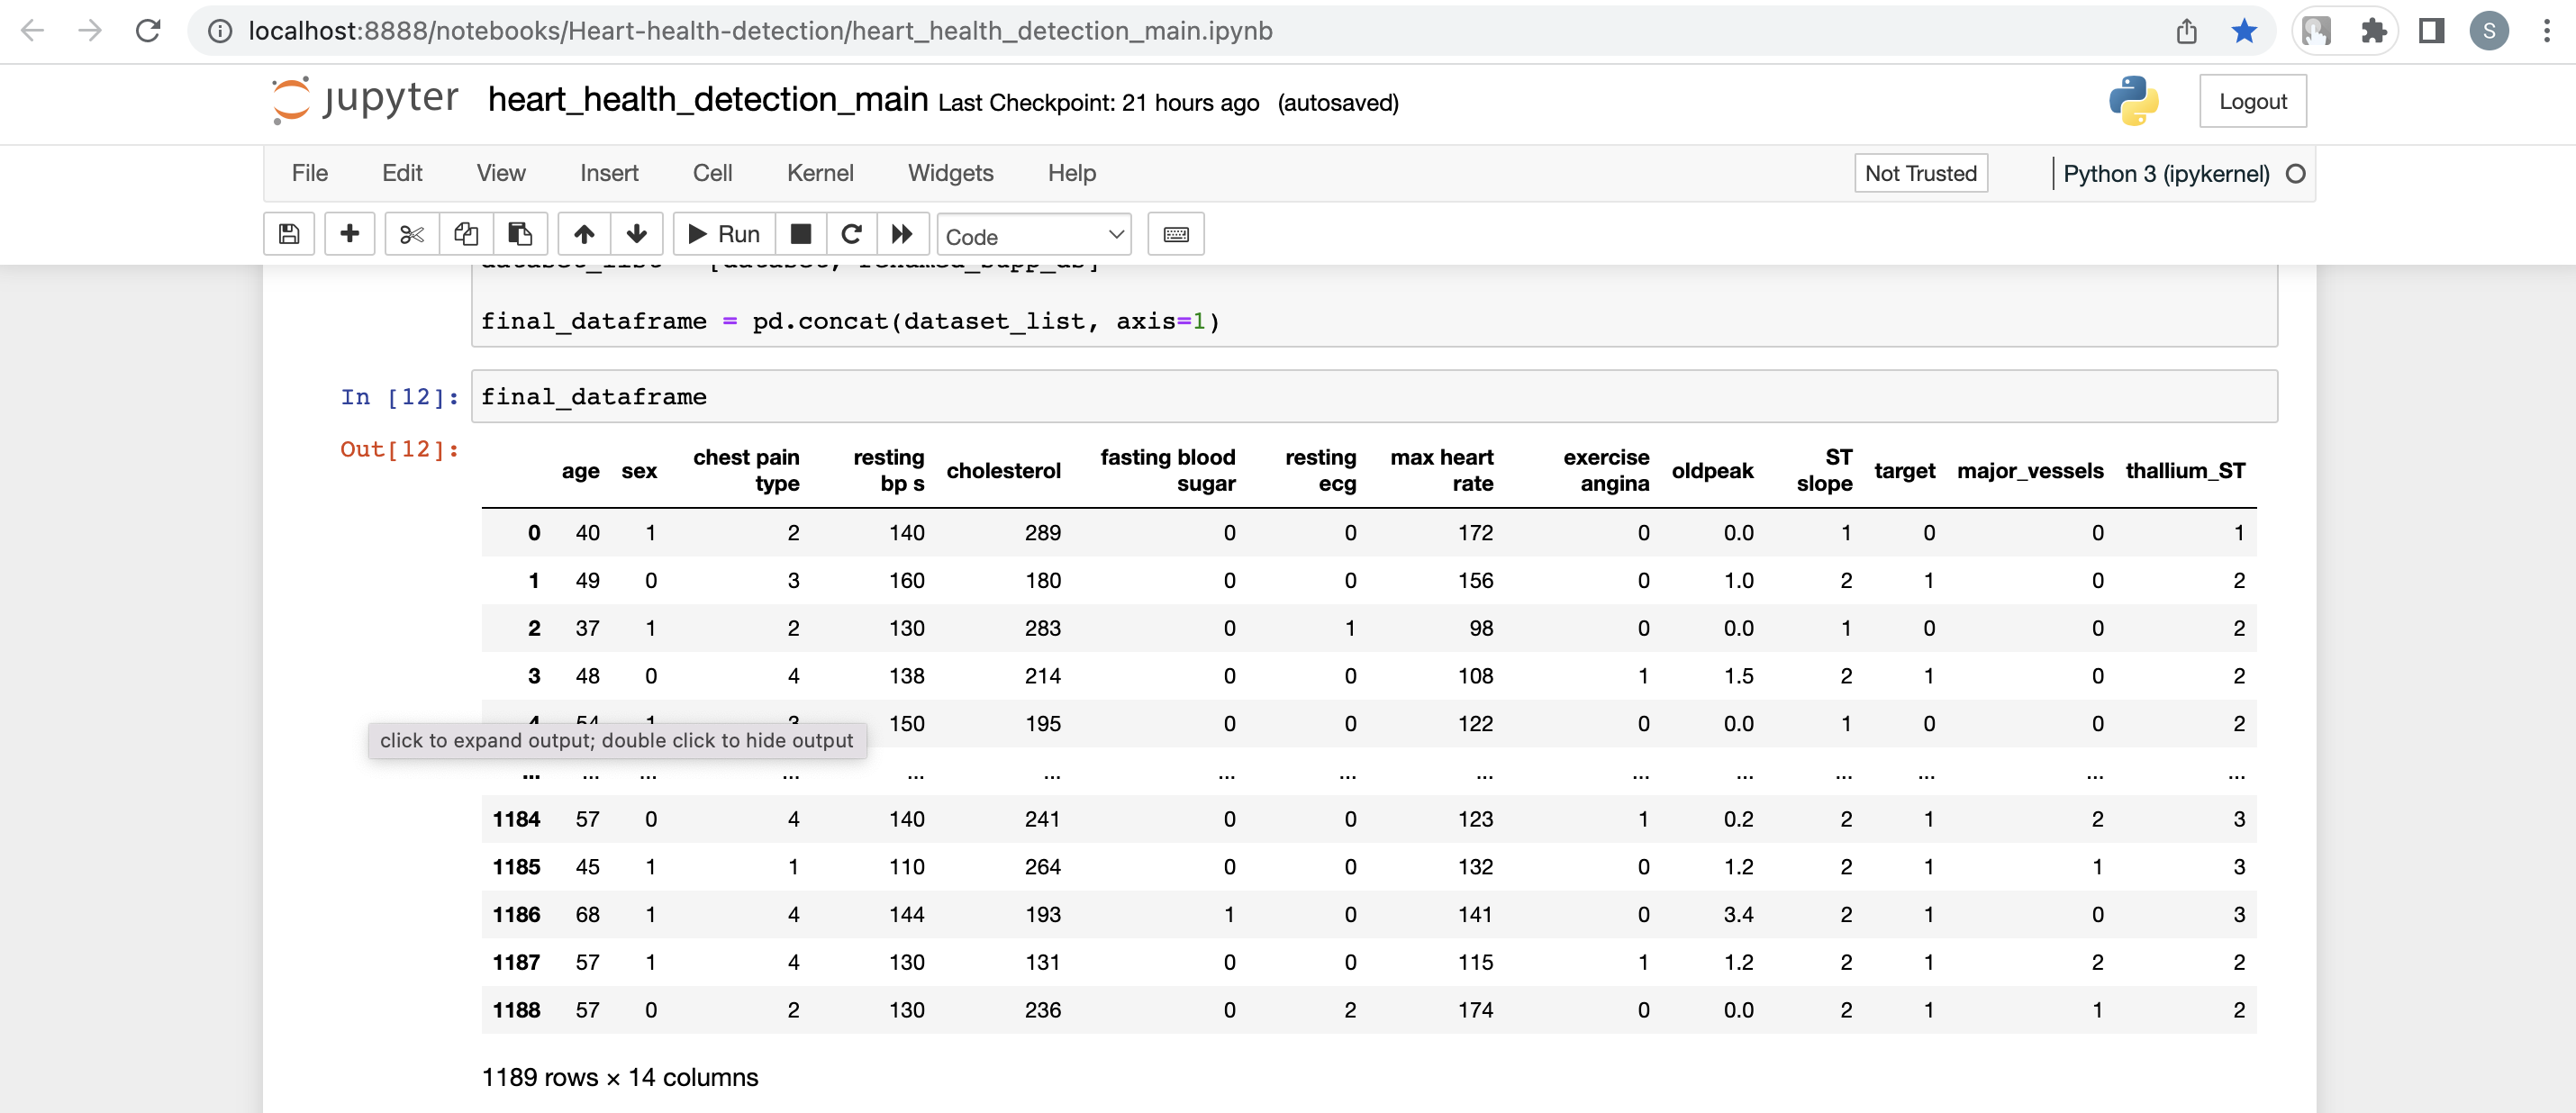 localhost:8888/notebooks/Heart-health-detection/heart_health_detection_main.ipynb
S
jupyter heart_health_detection_main Last Checkpoint: 21 hours ago (autosaved)
Logout
File Edit View Insert Cell Kernel Widgets Help
Not Trusted Python 3 (ipykernel)
Run Code
dataset_list = [dataset, renamed_supp_ds]
final_dataframe = pd.concat(dataset_list, axis=1)
In [12]: final_dataframe
Out[12]:
age sex chest pain type resting bp s cholesterol fasting blood sugar resting ecg max heart rate exercise angina oldpeak ST slope target major_vessels thallium_ST
0 40 1 2 140 289 0 0 172 0 0.0 1 0 0 1
1 49 0 3 160 180 0 0 156 0 1.0 2 1 0 2
2 37 1 2 130 283 0 1 98 0 0.0 1 0 0 2
3 48 0 4 138 214 0 0 108 1 1.5 2 1 0 2
4 54 1 3 150 195 0 0 122 0 0.0 1 0 0 2
click to expand output; double click to hide output
... ... ... ... ... ... ... ... ... ... ... ... ... ... ...
1184 57 0 4 140 241 0 0 123 1 0.2 2 1 2 3
1185 45 1 1 110 264 0 0 132 0 1.2 2 1 1 3
1186 68 1 4 144 193 1 0 141 0 3.4 2 1 0 3
1187 57 1 4 130 131 0 0 115 1 1.2 2 1 2 2
1188 57 0 2 130 236 0 2 174 0 0.0 2 1 1 2
1189 rows × 14 columns